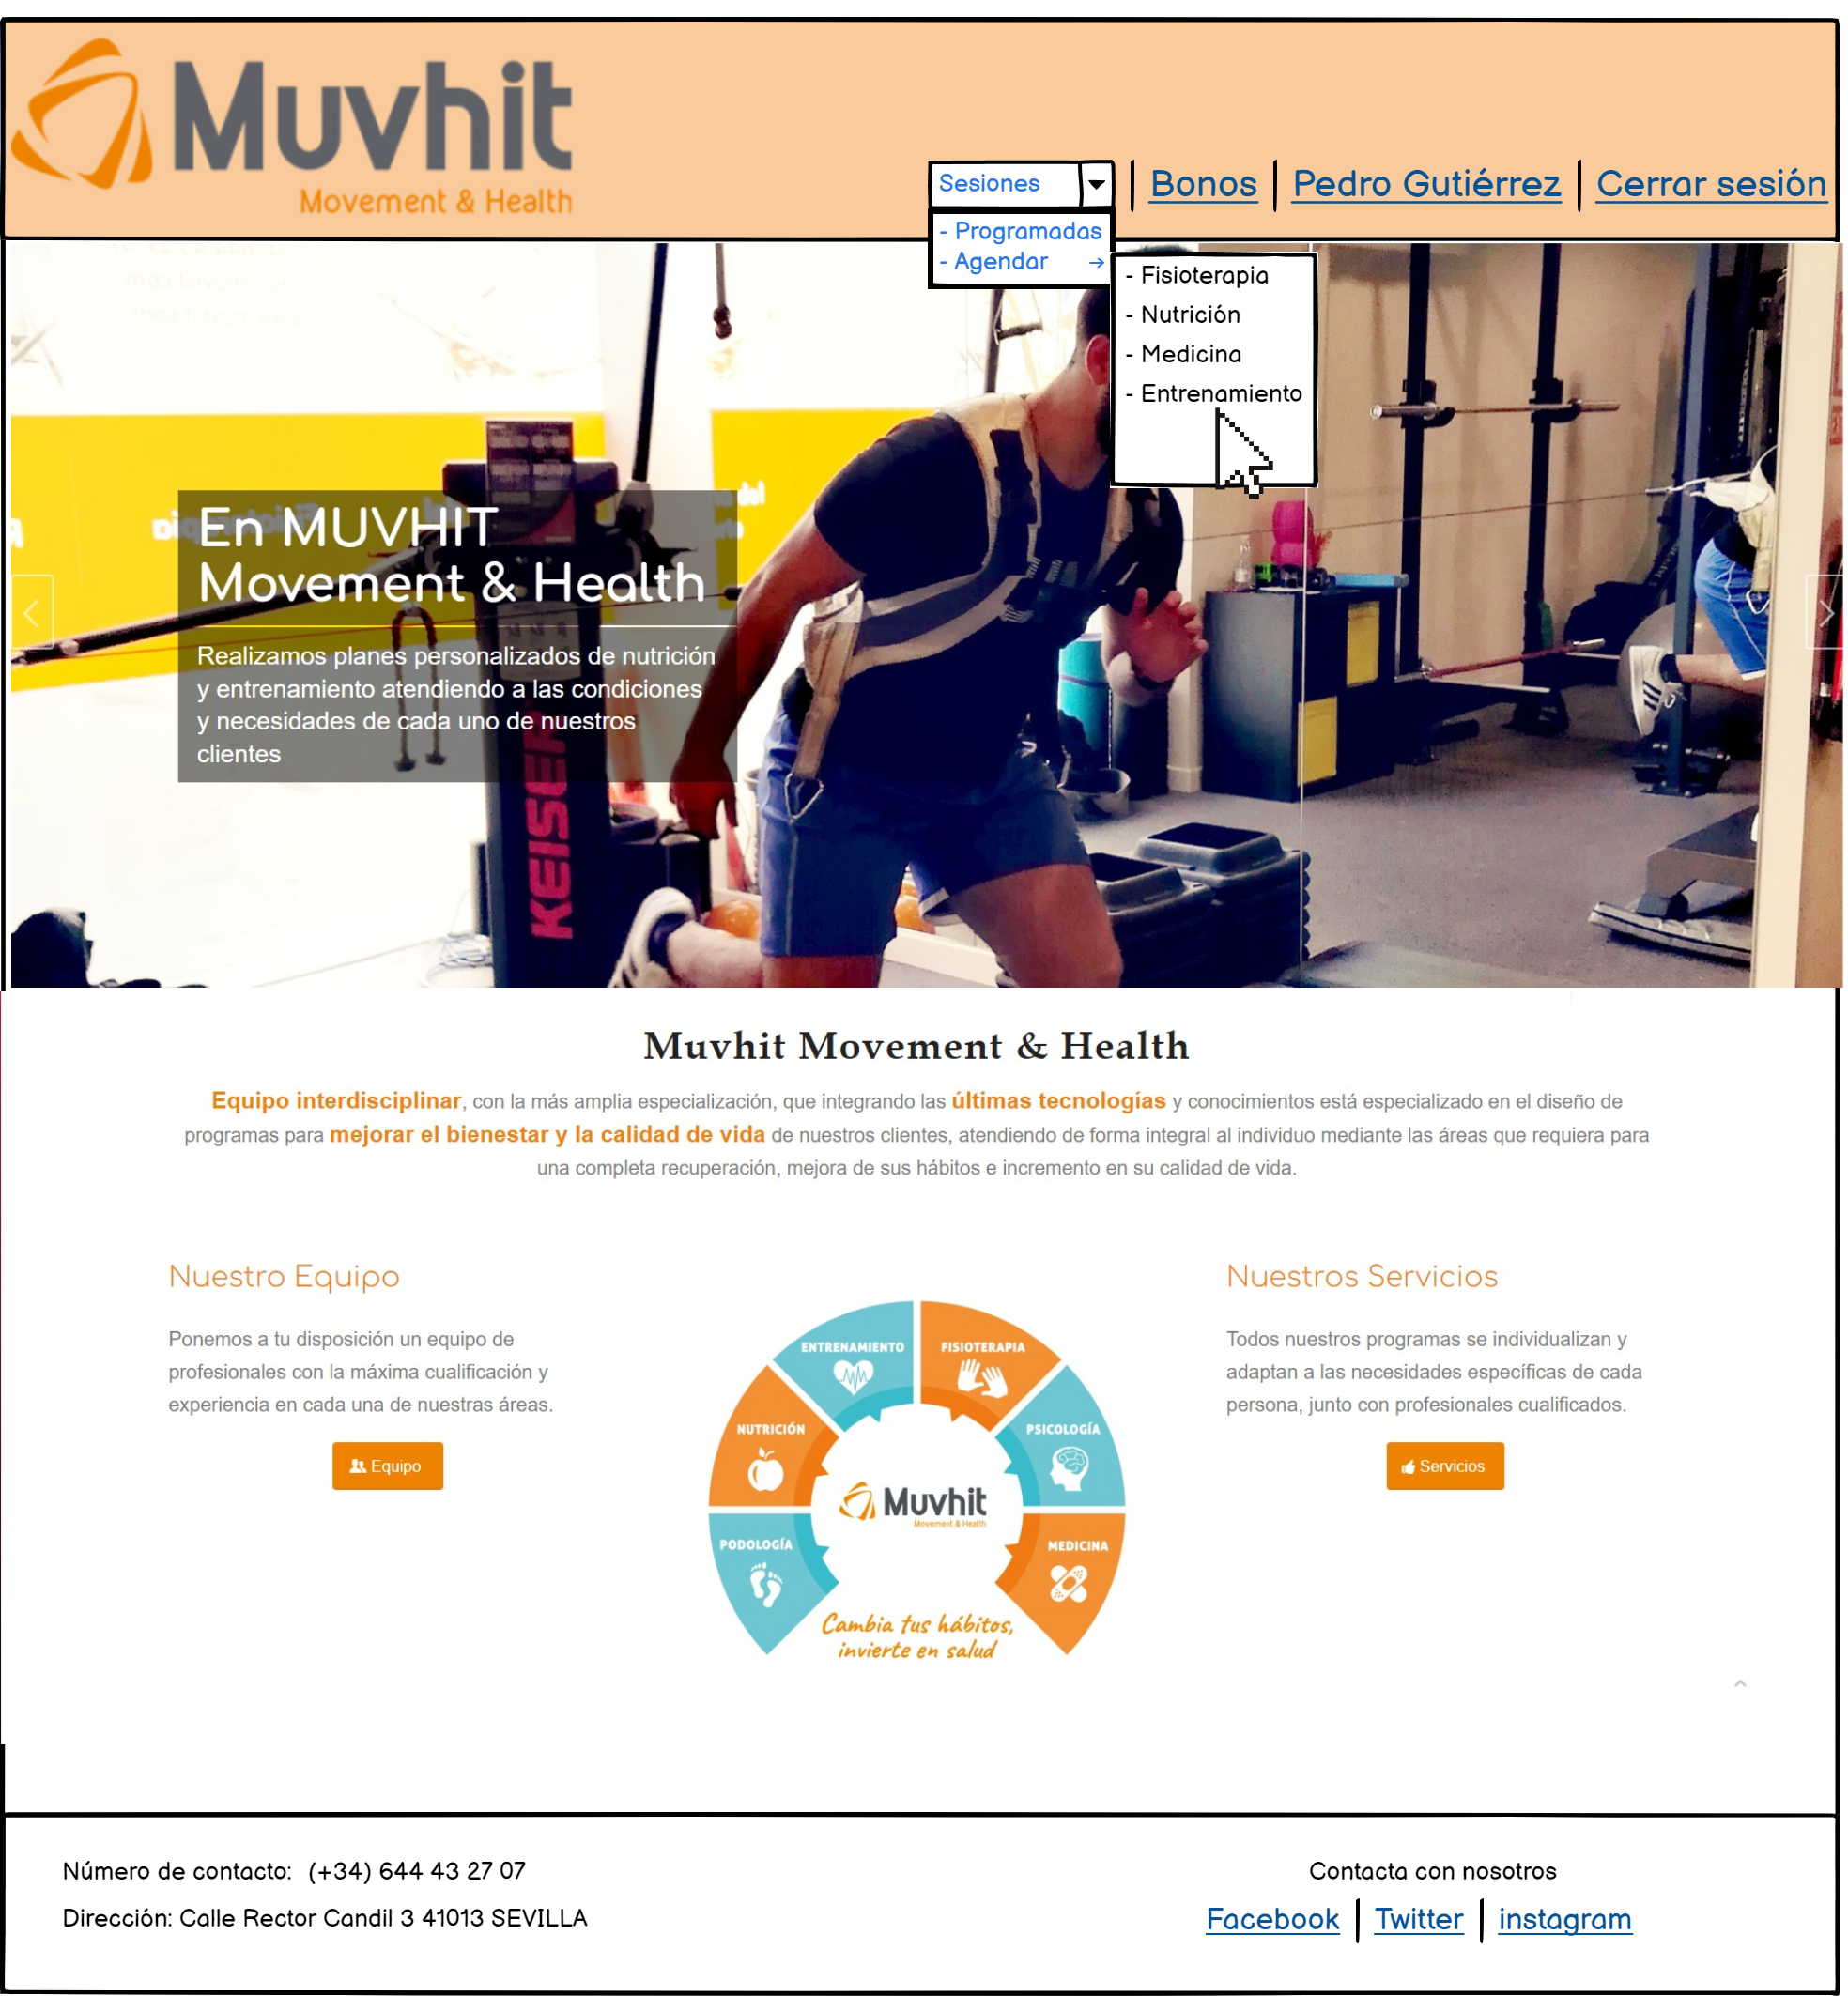 Muvhit
Movement & Health
Sesiones
Bonos
Pedro Gutiérrez
Cerrar sesión
- Programadas
- Agendar →
- Fisioterapia
- Nutrición
- Medicina
- Entrenamiento
En MUVHIT
Movement & Health
Realizamos planes personalizados de nutrición
y entrenamiento atendiendo a las condiciones
y necesidades de cada uno de nuestros
clientes
KEISER
Muvhit Movement & Health
Equipo interdisciplinar, con la más amplia especialización, que integrando las últimas tecnologías y conocimientos está especializado en el diseño de
programas para mejorar el bienestar y la calidad de vida de nuestros clientes, atendiendo de forma integral al individuo mediante las áreas que requiera para
una completa recuperación, mejora de sus hábitos e incremento en su calidad de vida.
Nuestro Equipo
Ponemos a tu disposición un equipo de
profesionales con la máxima cualificación y
experiencia en cada una de nuestras áreas.
Equipo
ENTRENAMIENTO
FISIOTERAPIA
NUTRICIÓN
PSICOLOGÍA
Muvhit
Movement & Health
PODOLOGÍA
MEDICINA
Cambia tus hábitos,
invierte en salud
Nuestros Servicios
Todos nuestros programas se individualizan y
adaptan a las necesidades específicas de cada
persona, junto con profesionales cualificados.
Servicios
Número de contacto: (+34) 644 43 27 07
Dirección: Calle Rector Candil 3 41013 SEVILLA
Contacta con nosotros
Facebook
Twitter
instagram